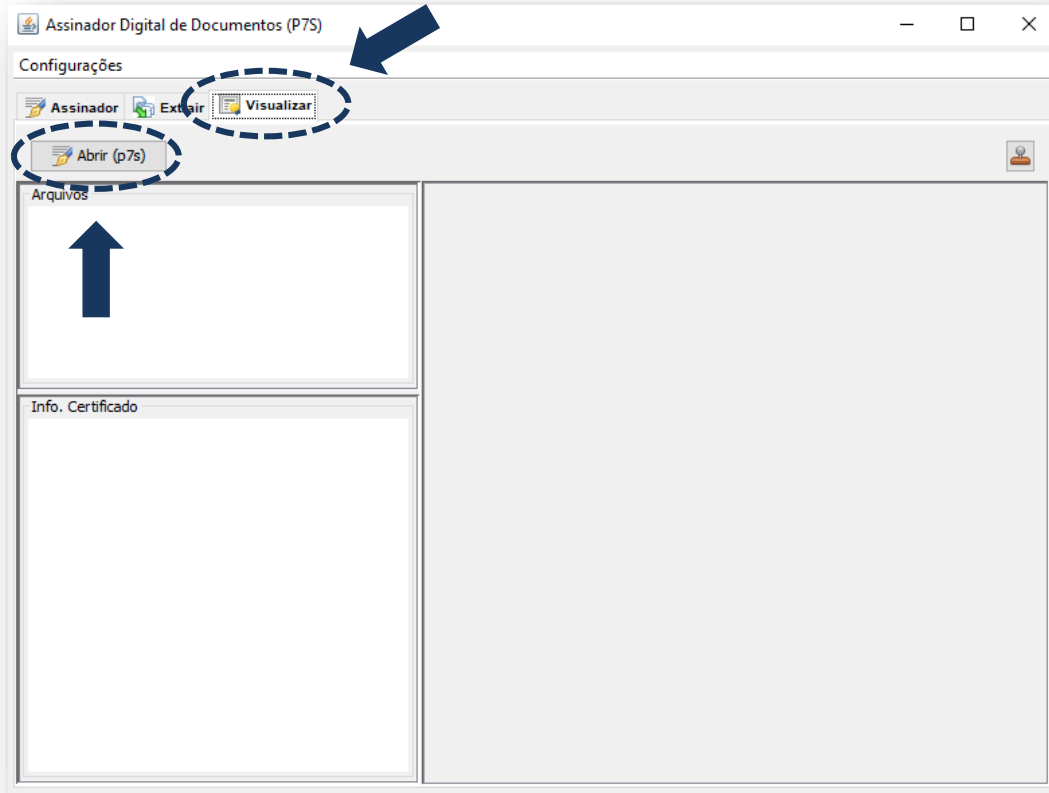 Assinador Digital de Documentos (P7S)
Configurações
Assinador Extrair Visualizar
Abrir (p7s)
Arquivos
Info. Certificado